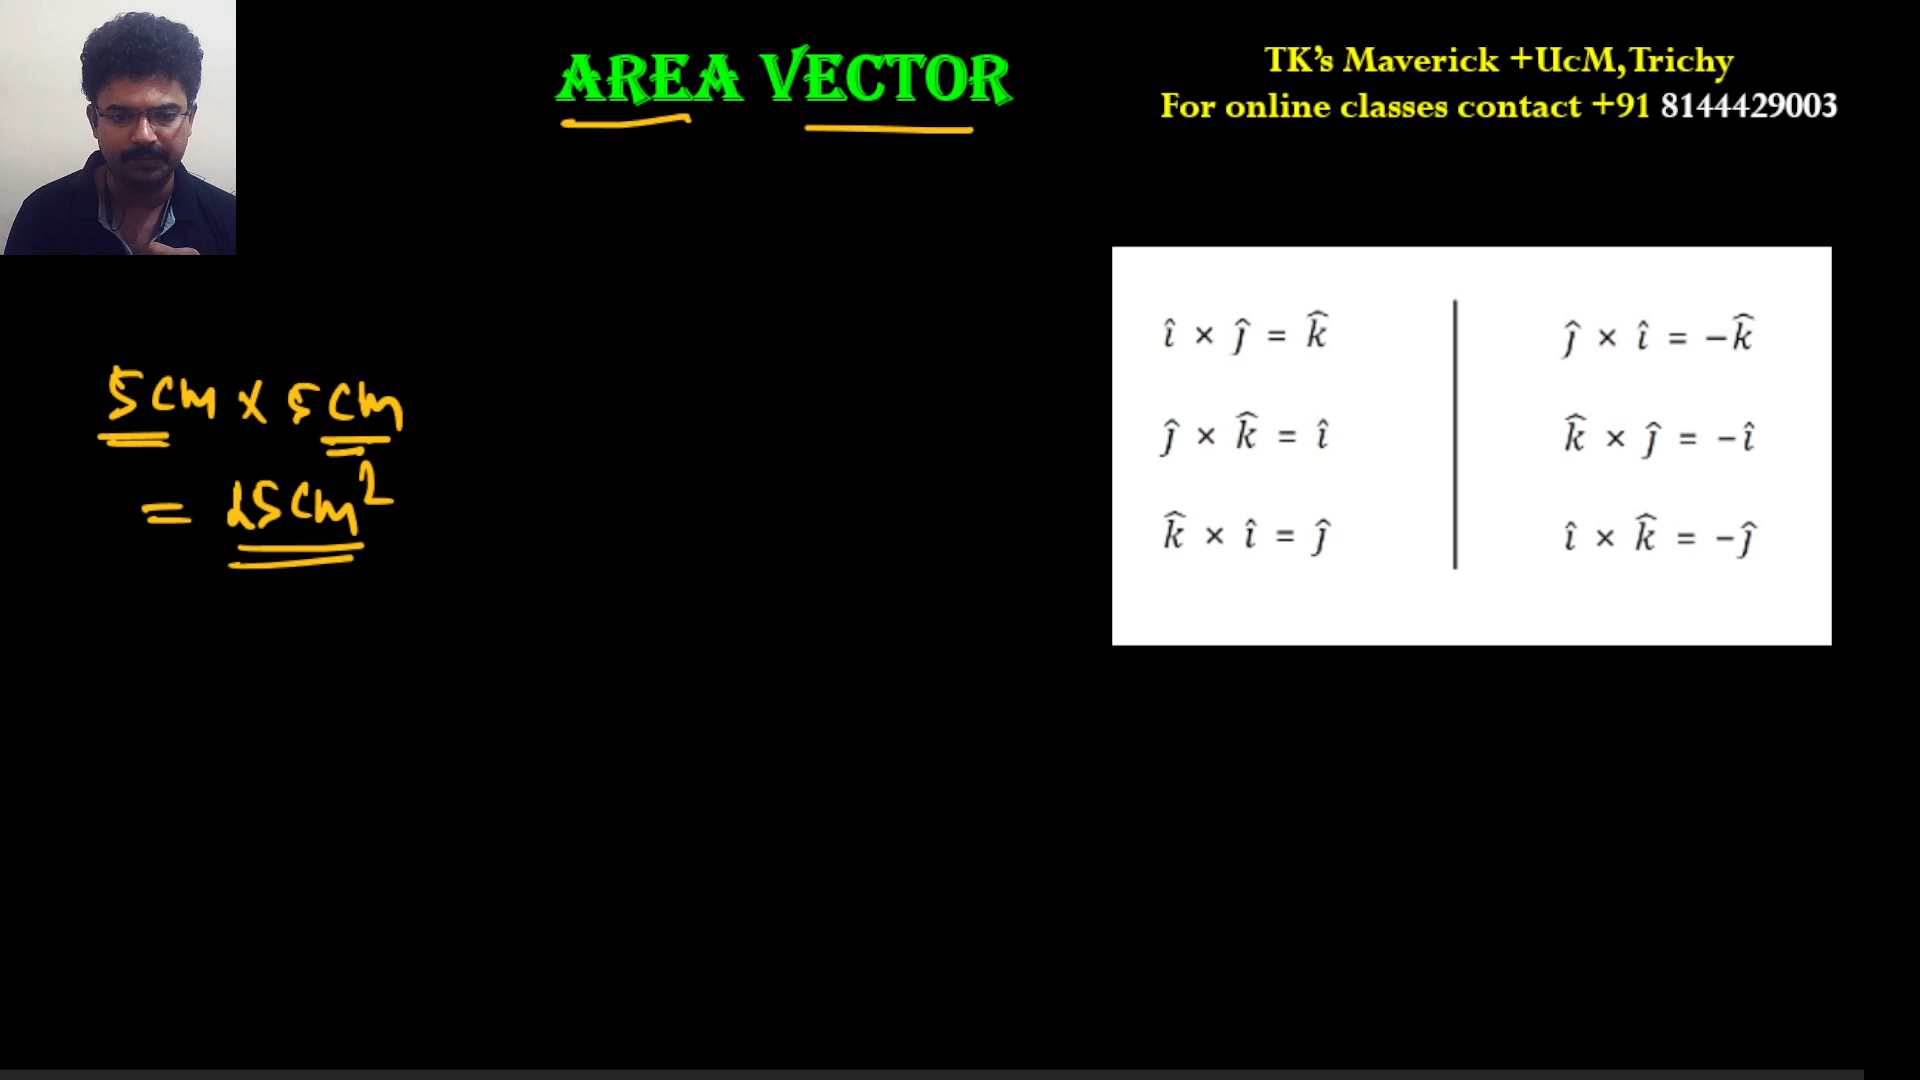 AREA VECTOR
TK's Maverick +UcM,Trichy
For online classes contact +91 8144429003
5cm x 5cm
= 25cm²
î × ĵ = k̂
ĵ × k̂ = î
k̂ × î = ĵ
ĵ × î = −k̂
k̂ × ĵ = −î
î × k̂ = −ĵ